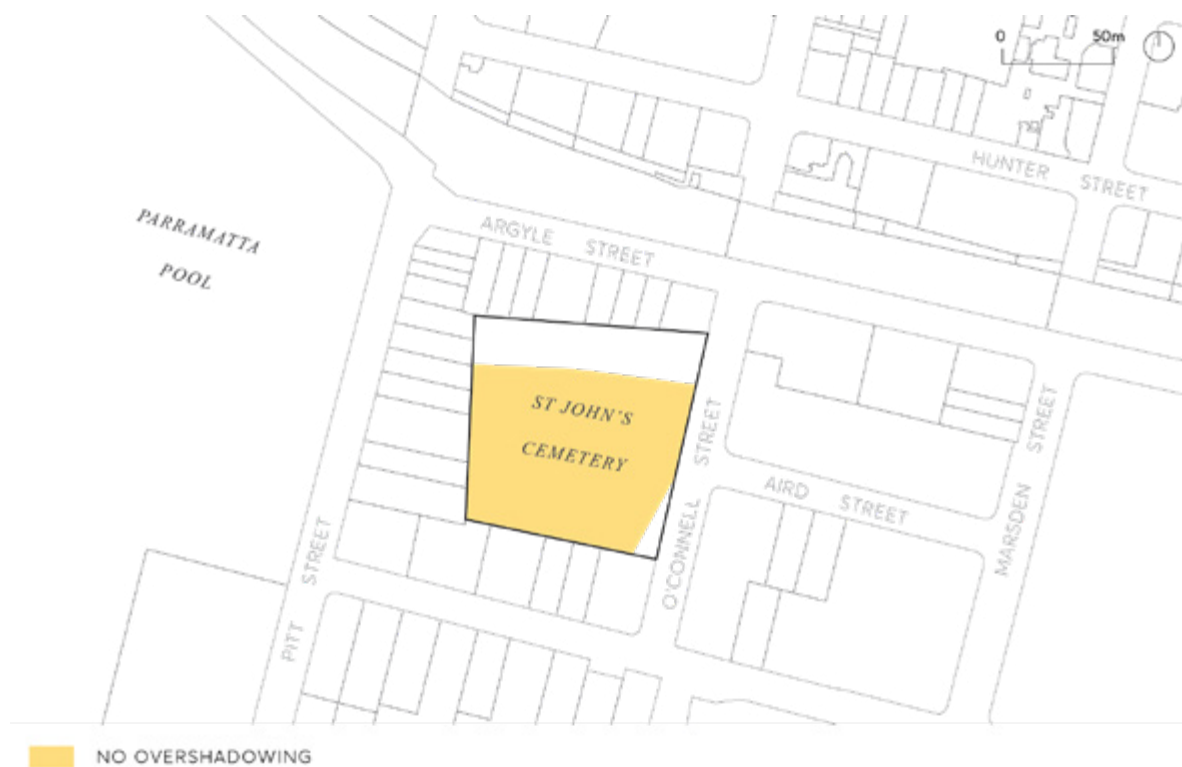 0 50m
HUNTER STREET
PARRAMATTA
POOL
ARGYLE STREET
ST JOHN'S
CEMETERY
O'CONNELL STREET
AIRD STREET
MARSDEN STREET
PITT STREET
NO OVERSHADOWING